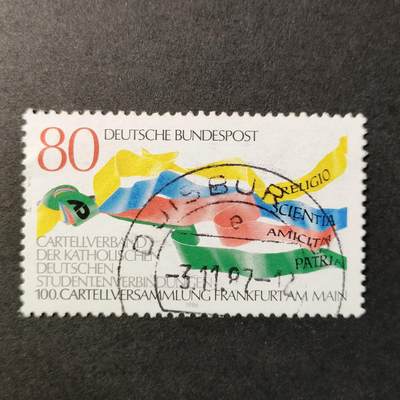 80 DEUTSCHE BUNDESPOST
RELIGIO
SCIENTIA
AMICITIA
PATRIA
CARTELLVERBAND
DER KATHOLISCHEN
DEUTSCHEN
STUDENTENVERBINDUNGEN
100. CARTELLVERSAMMLUNG FRANKFURT AM MAIN
DUISBURG
e
-3.11.87-12